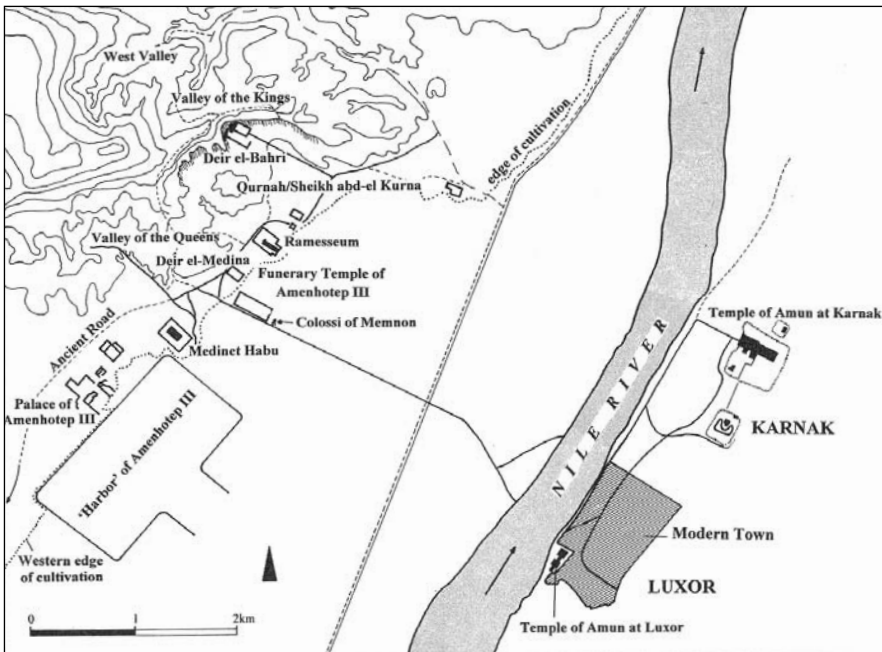 West Valley
Valley of the Kings
Deir el-Bahri
edge of cultivation
Qurnah/Sheikh abd-el Kurna
Valley of the Queens
Ramesseum
Deir el-Medina
Funerary Temple of
Amenhotep III
Colossi of Memnon
Temple of Amun at Karnak
Ancient Road
Medinet Habu
NILE RIVER
KARNAK
Palace of
Amenhotep III
'Harbor' of Amenhotep III
Modern Town
Western edge
of cultivation
LUXOR
0 1 2km
Temple of Amun at Luxor